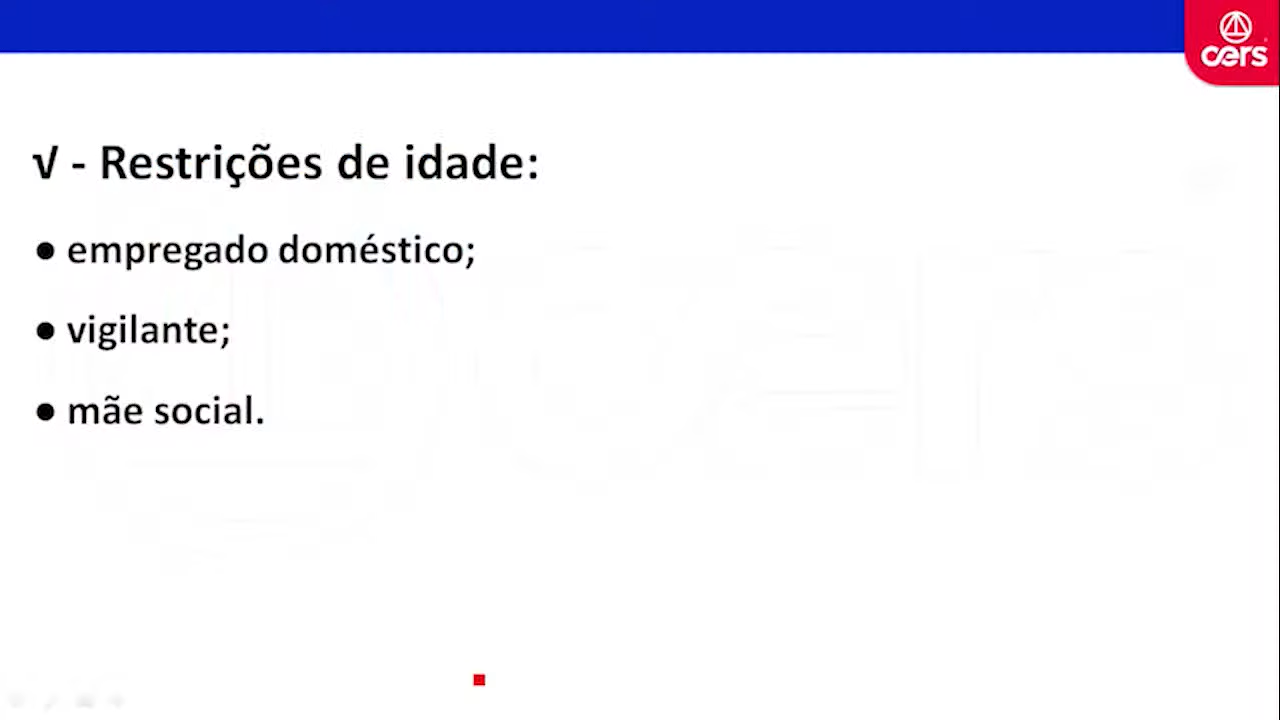 cers
√ - Restrições de idade:
● empregado doméstico;
● vigilante;
● mãe social.